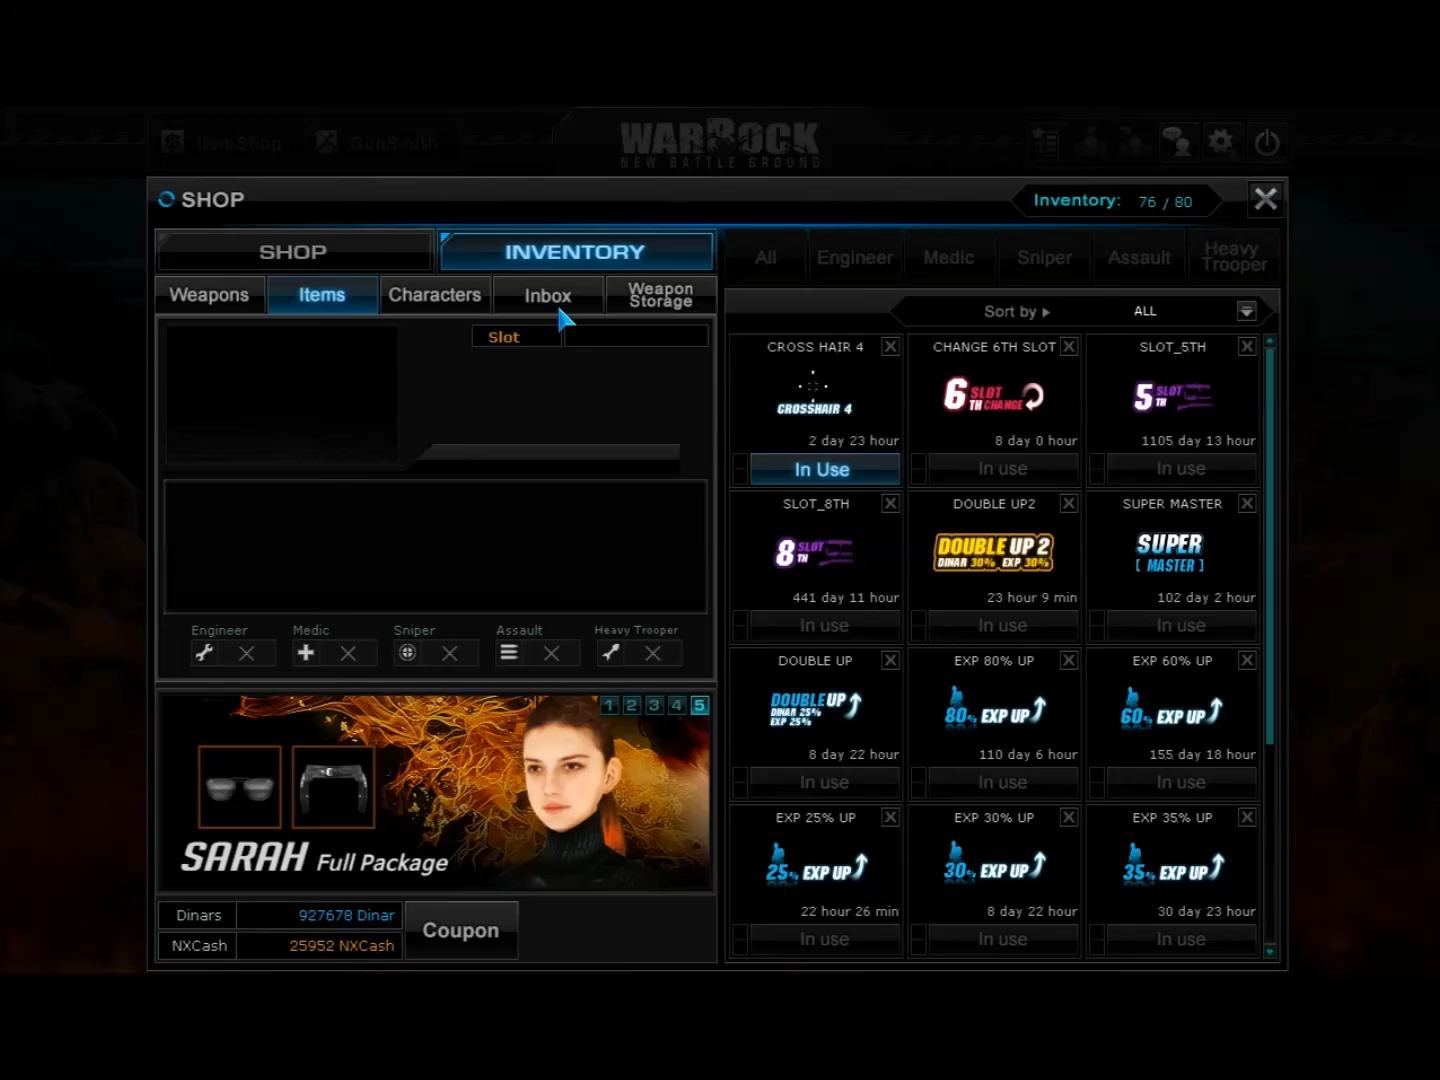 ItemShop
GunSmith
WARROCK
NEW BATTLE GROUND
SHOP
Inventory: 76 / 80
SHOP
INVENTORY
All
Engineer
Medic
Sniper
Assault
Heavy
Trooper
Weapons
Items
Characters
Inbox
Weapon
Storage
Slot
Sort by
ALL
CROSS HAIR 4
CROSSHAIR 4
2 day 23 hour
In Use
CHANGE 6TH SLOT
6TH SLOT CHANGE
8 day 0 hour
In use
SLOT_5TH
5TH SLOT
1105 day 13 hour
In use
SLOT_8TH
8TH SLOT
441 day 11 hour
In use
DOUBLE UP2
DOUBLE UP 2
DINAR 30% EXP 30%
23 hour 9 min
In use
SUPER MASTER
SUPER
[ MASTER ]
102 day 2 hour
In use
DOUBLE UP
DOUBLE UP
DINAR 25%
EXP 25%
8 day 22 hour
In use
EXP 80% UP
80% EXP UP
110 day 6 hour
In use
EXP 60% UP
60% EXP UP
155 day 18 hour
In use
EXP 25% UP
25% EXP UP
22 hour 26 min
In use
EXP 30% UP
30% EXP UP
8 day 22 hour
In use
EXP 35% UP
35% EXP UP
30 day 23 hour
In use
Engineer
Medic
Sniper
Assault
Heavy Trooper
1 2 3 4 5
SARAH Full Package
Dinars
927678 Dinar
NXCash
25952 NXCash
Coupon